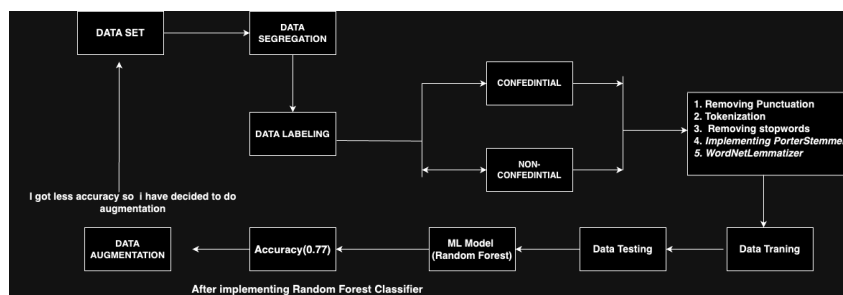 DATA SET
DATA
SEGREGATION
DATA LABELING
CONFEDINTIAL
NON-
CONFEDINTIAL
1. Removing Punctuation
2. Tokenization
3. Removing stopwords
4. Implementing PorterStemme
5. WordNetLemmatizer
Data Traning
Data Testing
ML Model
(Random Forest)
Accuracy(0.77)
DATA
AUGMENTATION
I got less accuracy so i have decided to do
augmentation
After implementing Random Forest Classifier